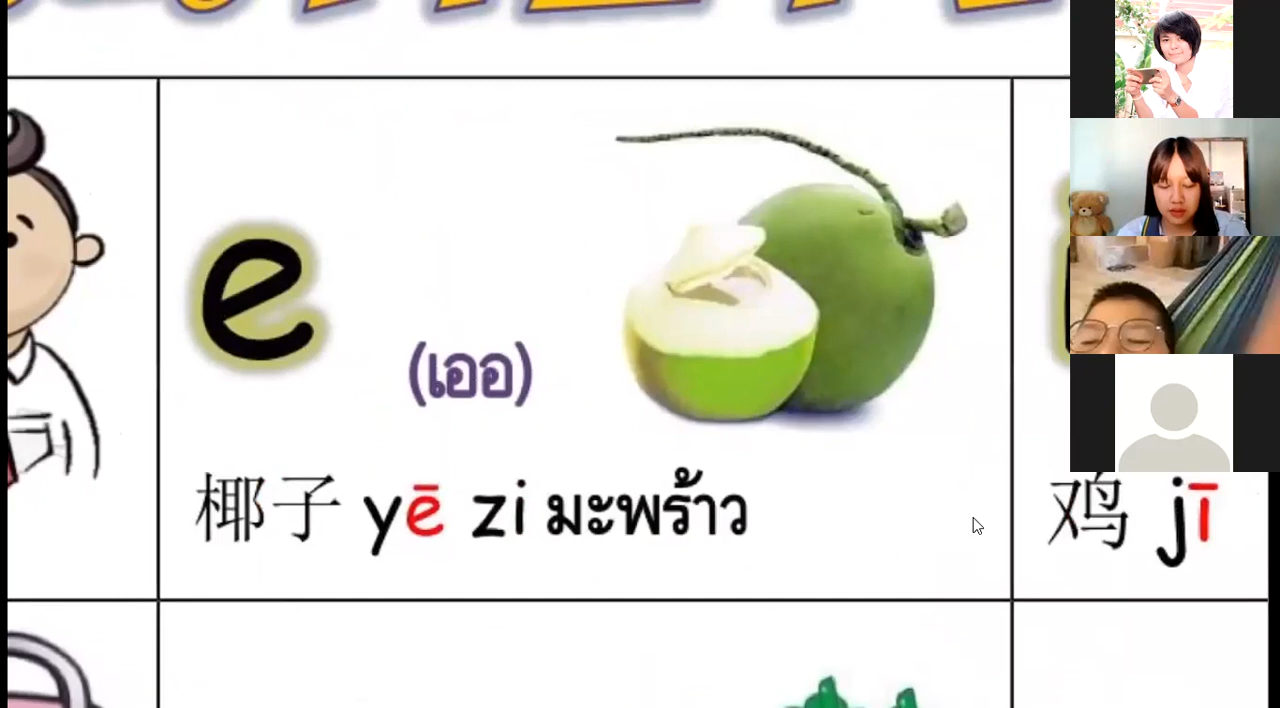 e
(เออ)
椰子 yē zi มะพร้าว
鸡 jī